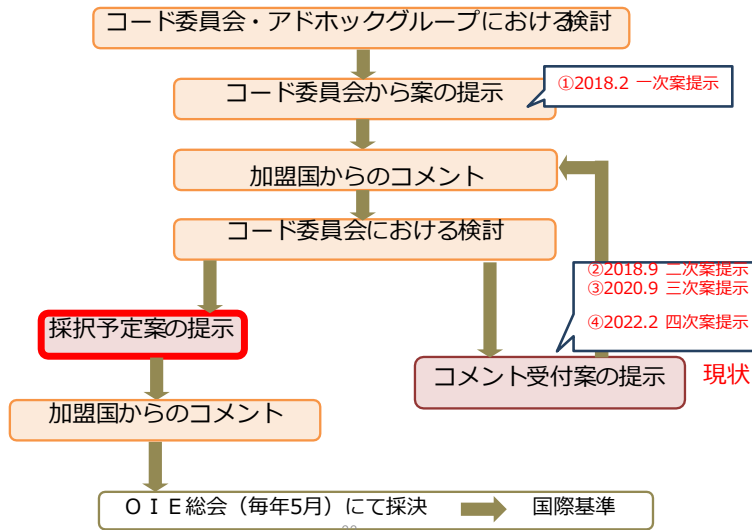 コード委員会・アドホックグループにおける検討
コード委員会から案の提示
①2018.2 一次案提示
加盟国からのコメント
コード委員会における検討
②2018.9 二次案提示
③2020.9 三次案提示
④2022.2 四次案提示
採択予定案の提示
コメント受付案の提示
現状
加盟国からのコメント
ＯＩＥ総会（毎年5月）にて採決 国際基準